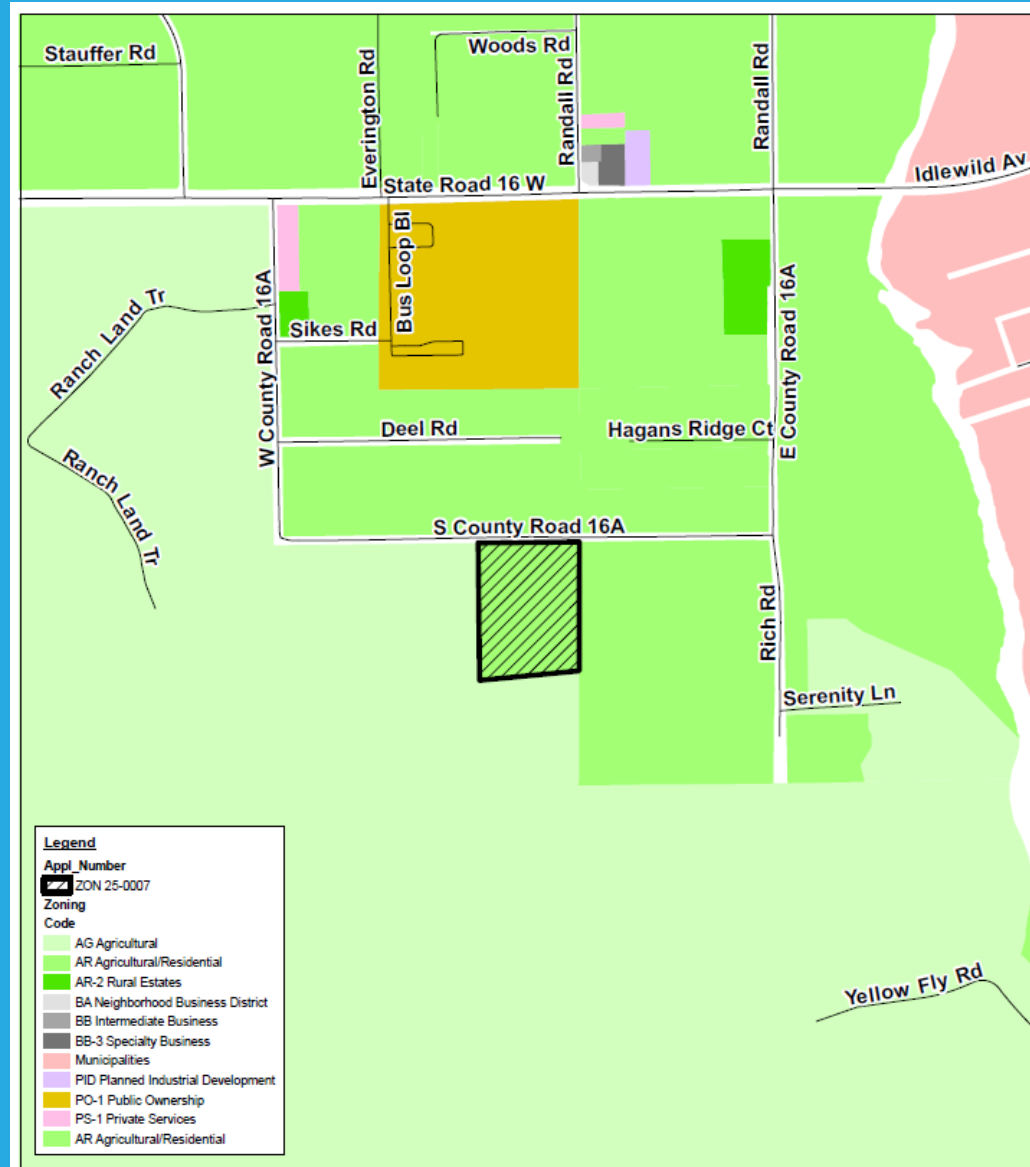 Stauffer Rd
Everington Rd
Woods Rd
Randall Rd
Randall Rd
State Road 16 W
Idlewild Av
Ranch Land Tr
W County Road 16A
Bus Loop Bl
Sikes Rd
E County Road 16A
Ranch Land Tr
Deel Rd
Hagans Ridge Ct
S County Road 16A
Rich Rd
Serenity Ln
Yellow Fly Rd
Legend
Appl_Number
ZON 25-0007
Zoning
Code
AG Agricultural
AR Agricultural/Residential
AR-2 Rural Estates
BA Neighborhood Business District
BB Intermediate Business
BB-3 Specialty Business
Municipalities
PID Planned Industrial Development
PO-1 Public Ownership
PS-1 Private Services
AR Agricultural/Residential